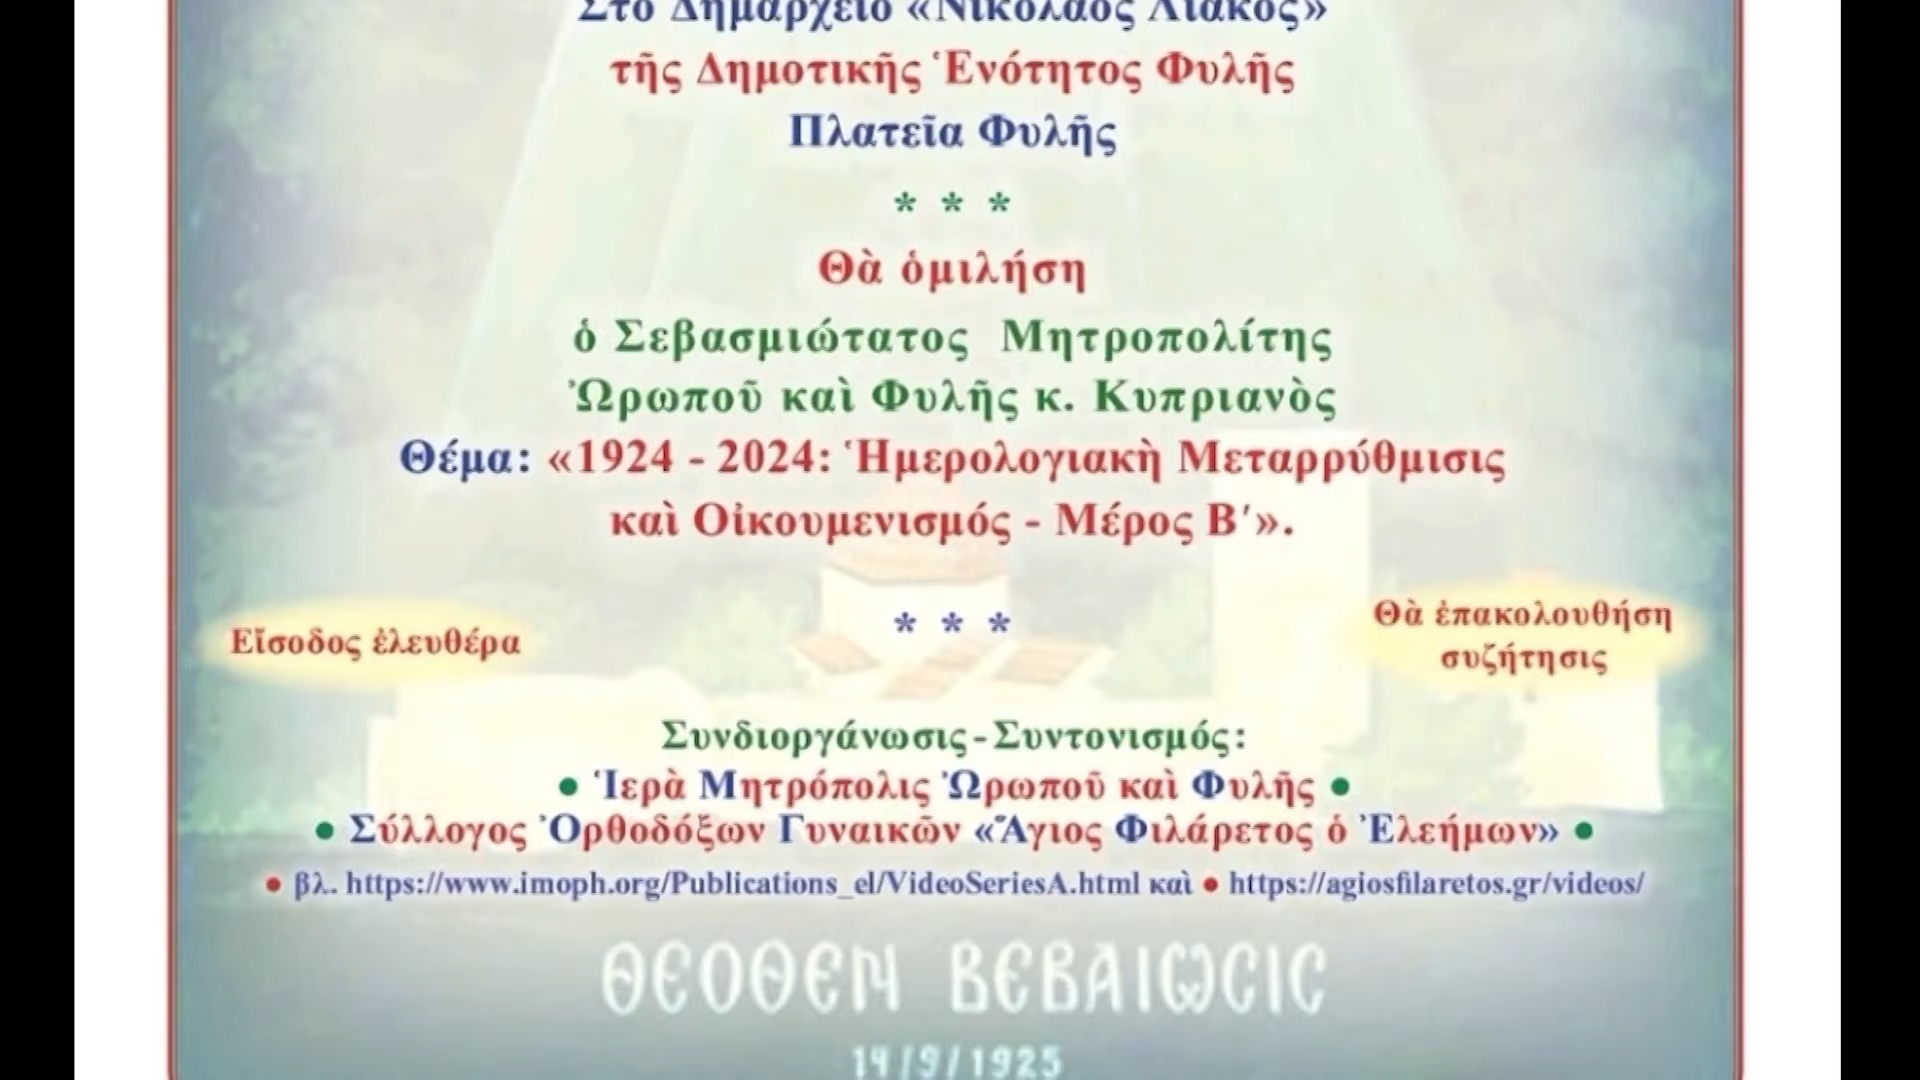 Στὸ Δημαρχεῖο «Νικόλαος Λιάκος»
τῆς Δημοτικῆς Ἑνότητος Φυλῆς
Πλατεῖα Φυλῆς
* * *
Θὰ ὁμιλήση
ὁ Σεβασμιώτατος Μητροπολίτης
Ὠρωποῦ καὶ Φυλῆς κ. Κυπριανὸς
Θέμα: «1924 - 2024: Ἡμερολογιακὴ Μεταρρύθμισις
καὶ Οἰκουμενισμός - Μέρος Βʹ».
Εἴσοδος ἐλευθέρα
* * *
Θὰ ἐπακολουθήση
συζήτησις
Συνδιοργάνωσις-Συντονισμός:
• Ἱερὰ Μητρόπολις Ὠρωποῦ καὶ Φυλῆς •
• Σύλλογος Ὀρθοδόξων Γυναικῶν «Ἅγιος Φιλάρετος ὁ Ἐλεήμων» •
• βλ. https://www.imoph.org/Publications_el/VideoSeriesA.html καὶ • https://agiosfilaretos.gr/videos/
ΘΕΟΘΕΝ ΒΕΒΑΙΩCΙC
14/9/1925